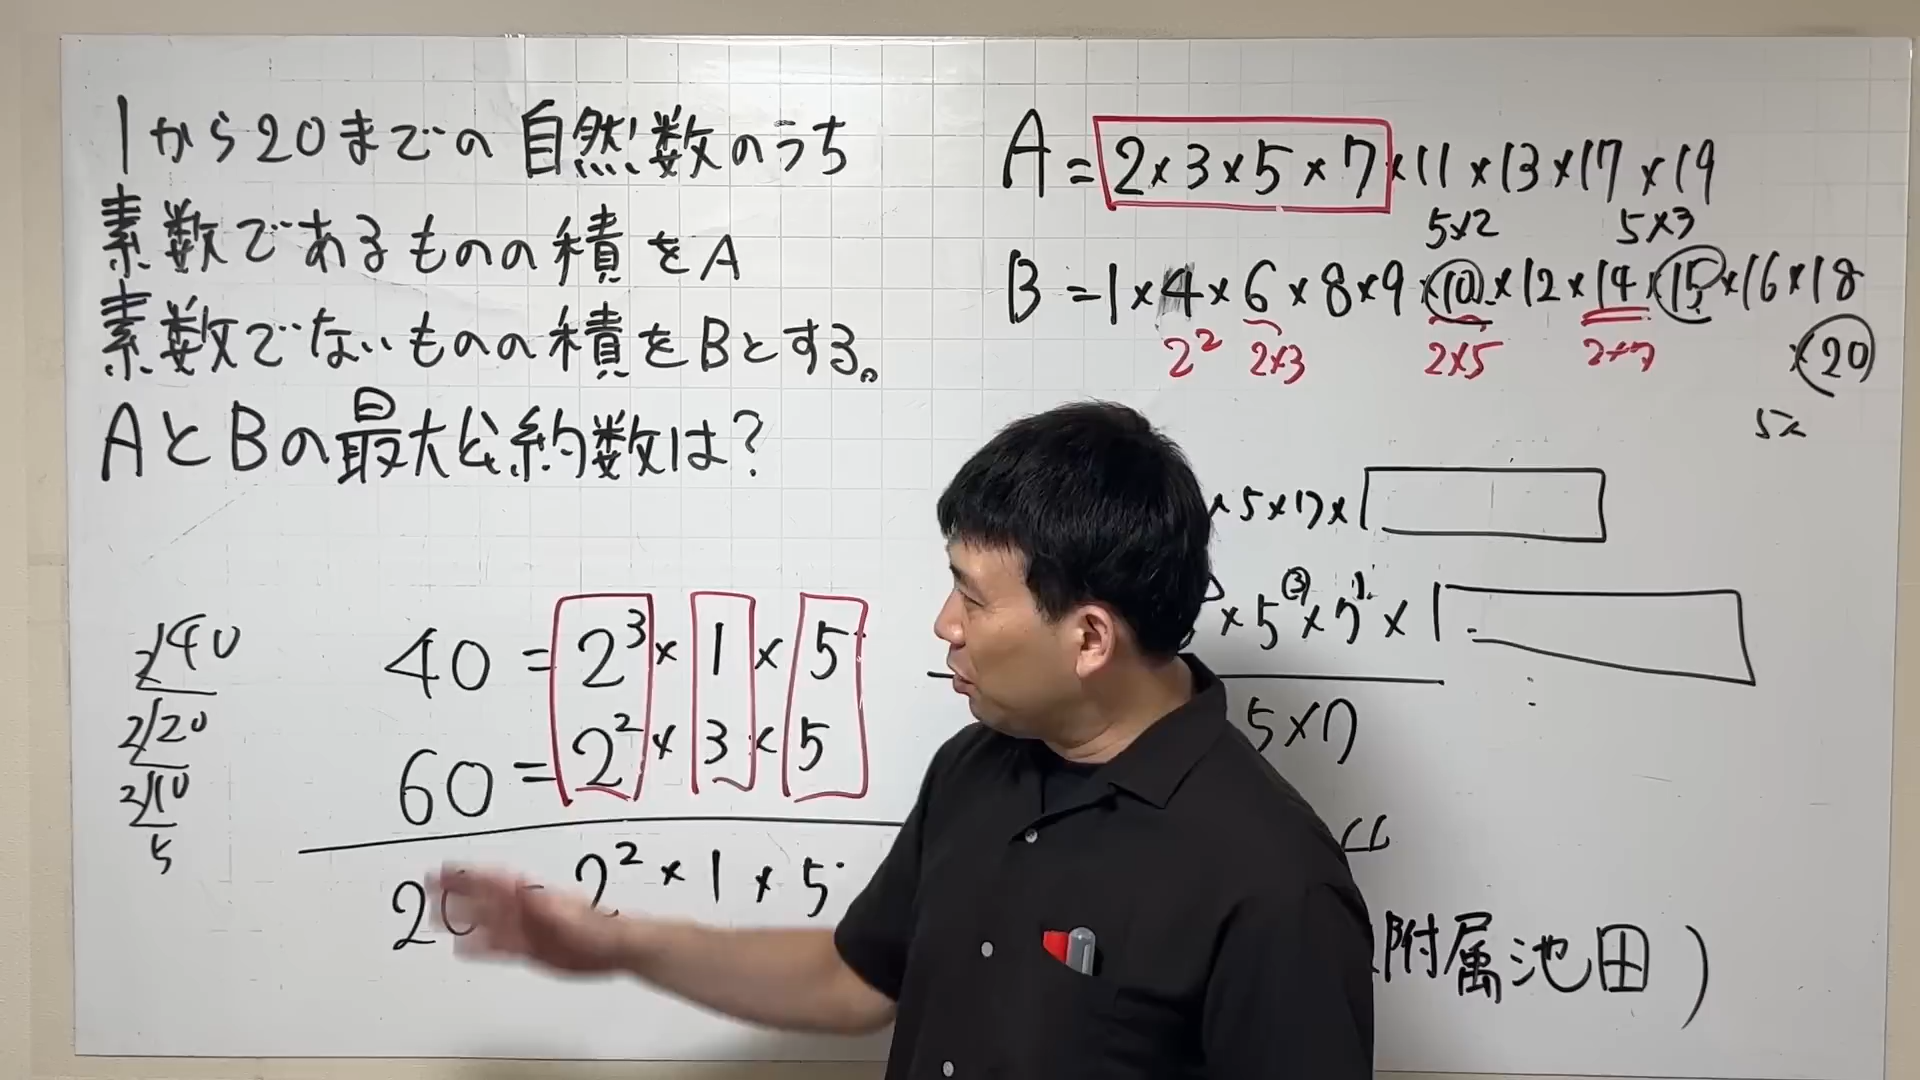 1から20までの自然数のうち
素数であるものの積をA
素数でないものの積をBとする。
AとBの最大公約数は?
2)40
2)20
2)10
5
40 = 2³ × 1 × 5
60 = 2² × 3 × 5
20 = 2² × 1 × 5
A = 2×3×5×7×11×13×17×19
5×2 5×3
B = 1×4×6×8×9×10×12×14×15×16×18
×20
2² 2×3 2×5 2×7
5×
×5×7×
×5³×7¹×1
5×7
附属池田)